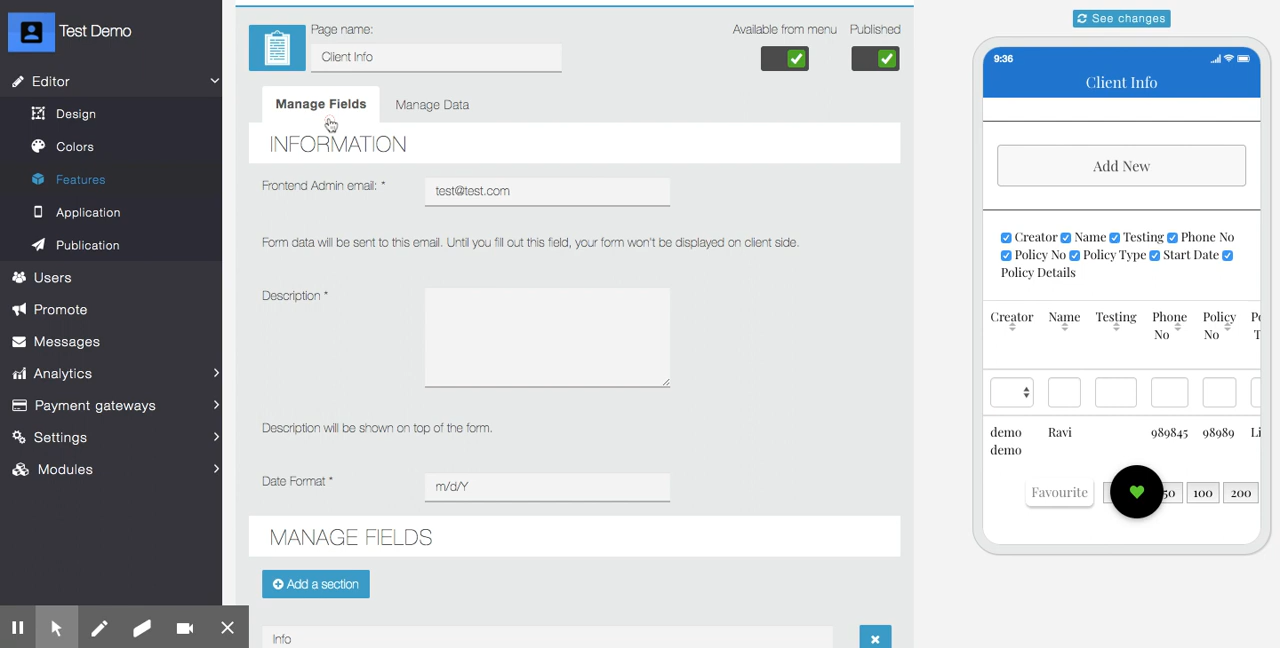 Test Demo
Editor
Design
Colors
Features
Application
Publication
Users
Promote
Messages
Analytics
Payment gateways
Settings
Modules
Page name:
Client Info
Available from menu
Published
Manage Fields
Manage Data
INFORMATION
Frontend Admin email: *
test@test.com
Form data will be sent to this email. Until you fill out this field, your form won't be displayed on client side.
Description *
Description will be shown on top of the form.
Date Format *
m/d/Y
MANAGE FIELDS
Add a section
Info
See changes
9:36
Client Info
Add New
Creator Name Testing Phone No
Policy No Policy Type Start Date
Policy Details
Creator Name Testing Phone Policy
No No T
demo Ravi 989845 98989 Li
demo
Favourite 50 100 200